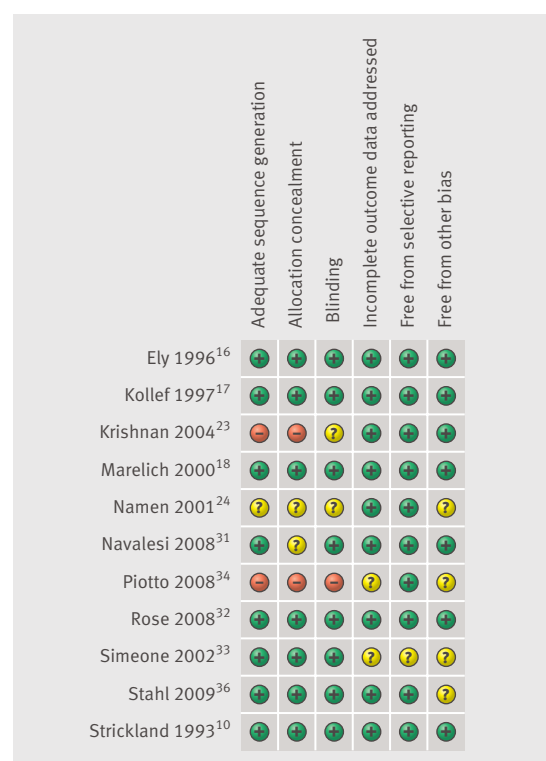 Adequate sequence generation
Allocation concealment
Blinding
Incomplete outcome data addressed
Free from selective reporting
Free from other bias
Ely 1996¹⁶ + + + + + +
Kollef 1997¹⁷ + + + + + +
Krishnan 2004²³ - - ? + + +
Marelich 2000¹⁸ + + + + + +
Namen 2001²⁴ ? ? ? + + ?
Navalesi 2008³¹ + ? + + + +
Piotto 2008³⁴ - - - ? + ?
Rose 2008³² + + + + + +
Simeone 2002³³ + + + ? ? ?
Stahl 2009³⁶ + + + + + ?
Strickland 1993¹⁰ + + + + + +